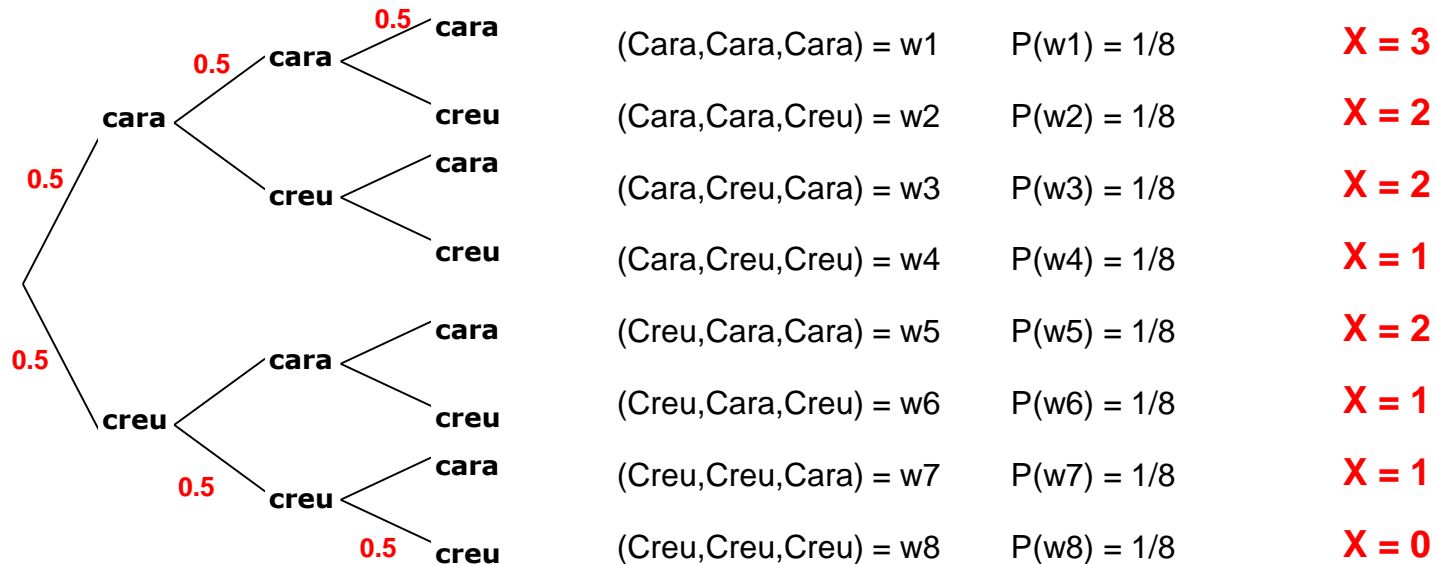 0.5 cara
cara (Cara,Cara,Cara) = w1 P(w1) = 1/8 X = 3
0.5
cara creu (Cara,Cara,Creu) = w2 P(w2) = 1/8 X = 2
cara
0.5 creu (Cara,Creu,Cara) = w3 P(w3) = 1/8 X = 2
creu (Cara,Creu,Creu) = w4 P(w4) = 1/8 X = 1
cara (Creu,Cara,Cara) = w5 P(w5) = 1/8 X = 2
0.5 cara
creu creu (Creu,Cara,Creu) = w6 P(w6) = 1/8 X = 1
cara (Creu,Creu,Cara) = w7 P(w7) = 1/8 X = 1
0.5 creu
0.5 creu (Creu,Creu,Creu) = w8 P(w8) = 1/8 X = 0